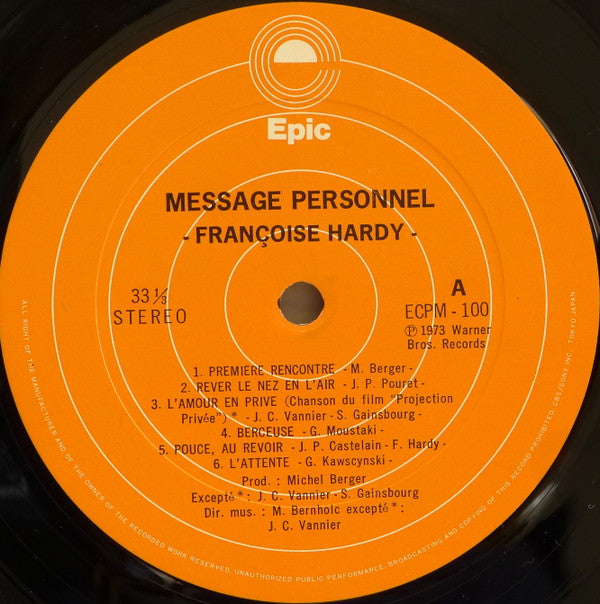 Epic
MESSAGE PERSONNEL
- FRANÇOISE HARDY -
33 ⅓
STEREO
A
ECPM - 100
Ⓟ 1973 Warner
Bros. Records
1. PREMIERE RENCONTRE - M. Berger -
2. REVER LE NEZ EN L'AIR - J. P. Pouret -
3. L'AMOUR EN PRIVE (Chanson du film "Projection
Privée") * - J. C. Vannier - S. Gainsbourg -
4. BERCEUSE - G. Moustaki -
5. POUCE, AU REVOIR - J. P. Castelain - F. Hardy -
6. L'ATTENTE - G. Kawscynski -
Prod. : Michel Berger
Excepté * : J. C. Vannier - S. Gainsbourg
Dir. mus. : M. Bernholc excepté * :
J. C. Vannier
ALL RIGHT OF THE MANUFACTURER AND OF THE OWNER OF THE RECORDED WORK RESERVED. UNAUTHORIZED PUBLIC PERFORMANCE, BROADCASTING AND COPYING OF THIS RECORD PROHIBITED. CBS/SONY INC. TOKYO JAPAN.